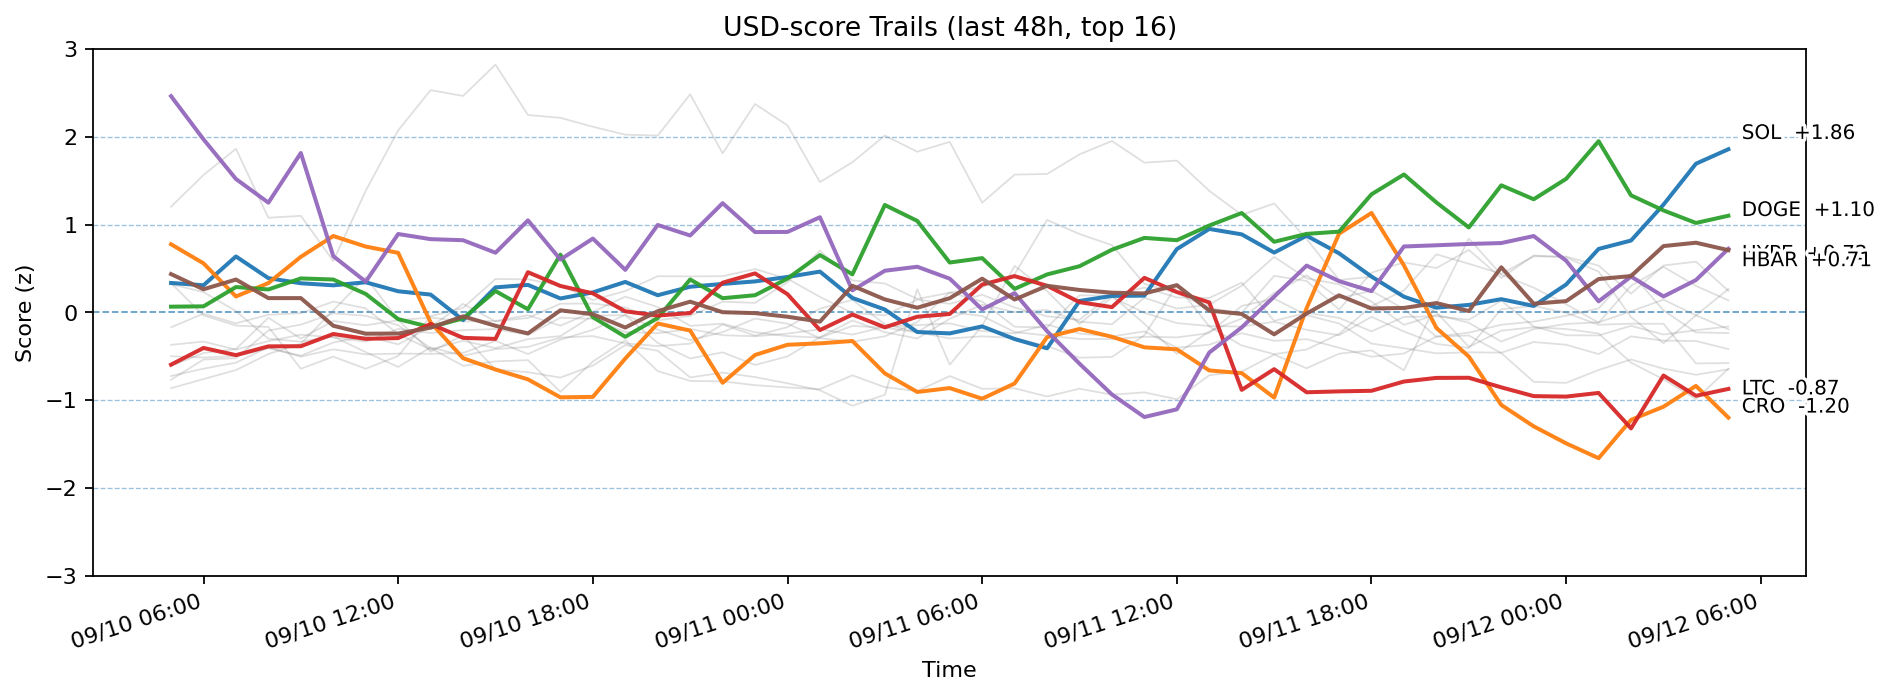 USD-score Trails (last 48h, top 16)
Score (z)
3
2
1
0
−1
−2
−3
SOL +1.86
DOGE +1.10
HBAR +0.71
LTC -0.87
CRO -1.20
09/10 06:00
09/10 12:00
09/10 18:00
09/11 00:00
09/11 06:00
09/11 12:00
09/11 18:00
09/12 00:00
09/12 06:00
Time